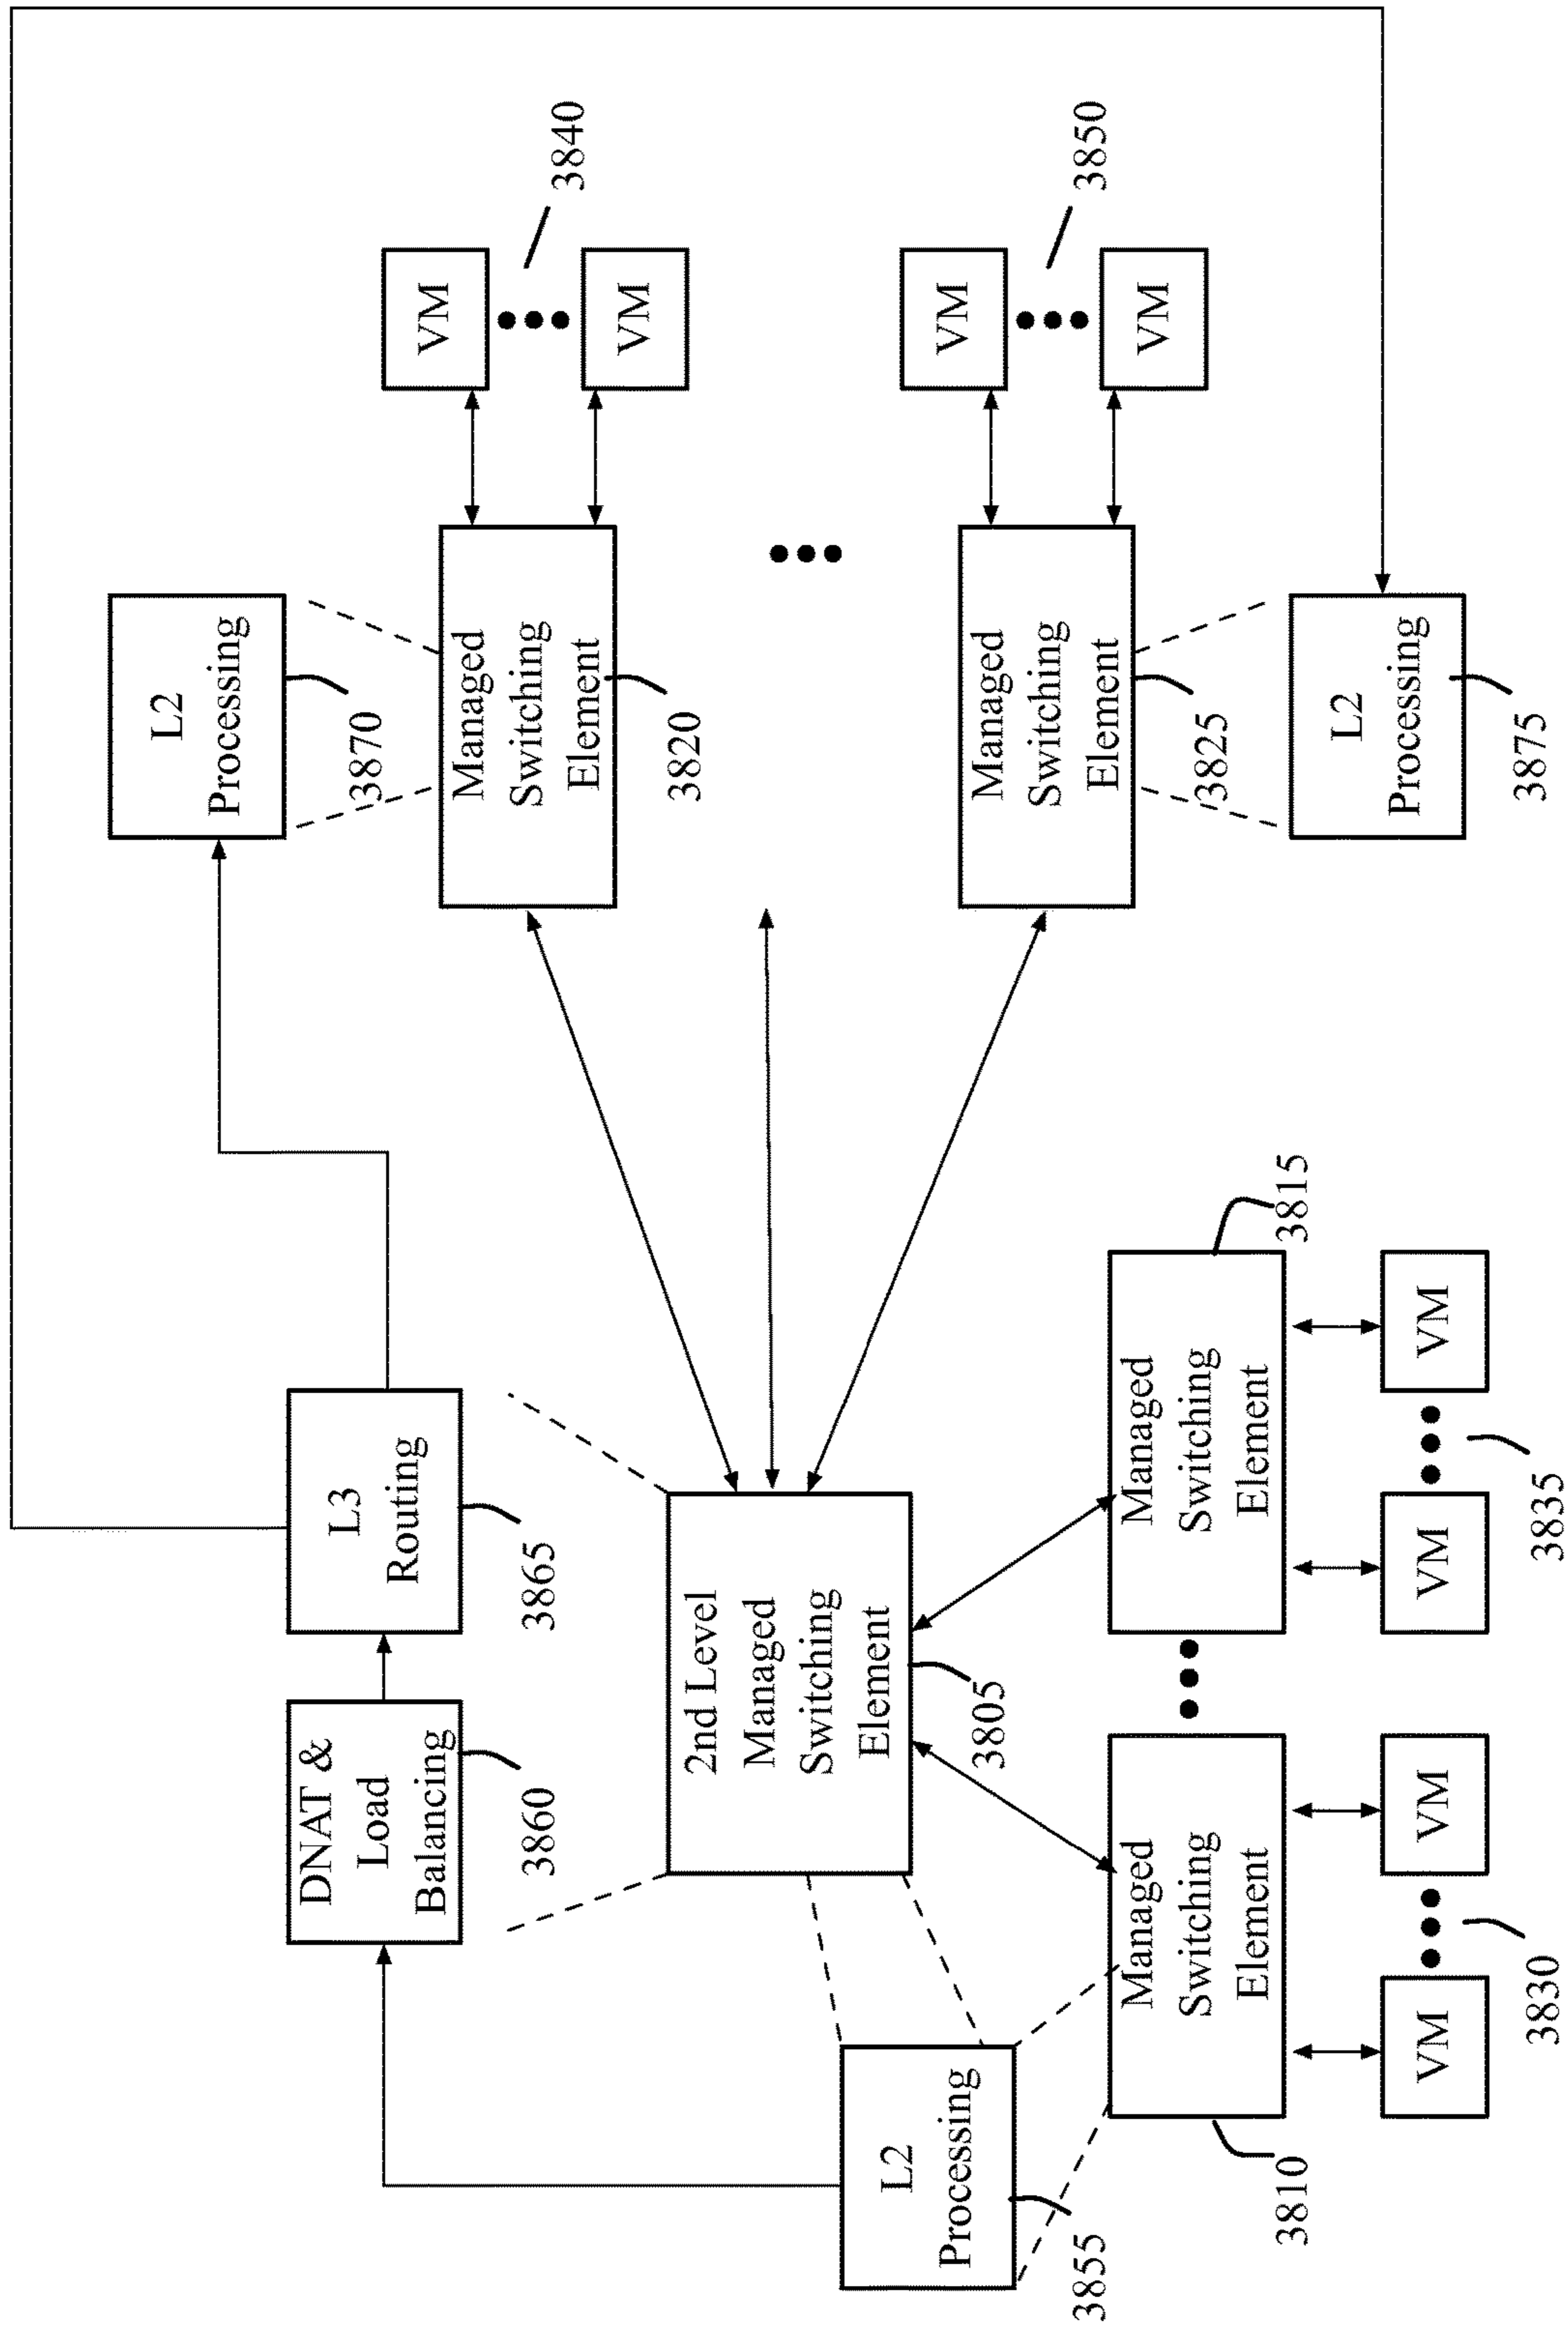 L2
Processing
3870
DNAT &
Load
Balancing
3860
L3
Routing
3865
Managed
Switching
Element
3820
VM
VM
3840
2nd Level
Managed
Switching
Element
3805
L2
Processing
3855
Managed
Switching
Element
3825
VM
VM
3850
Managed
Switching
Element
3810
Managed
Switching
Element
3815
L2
Processing
3875
VM
VM
3830
VM
VM
3835